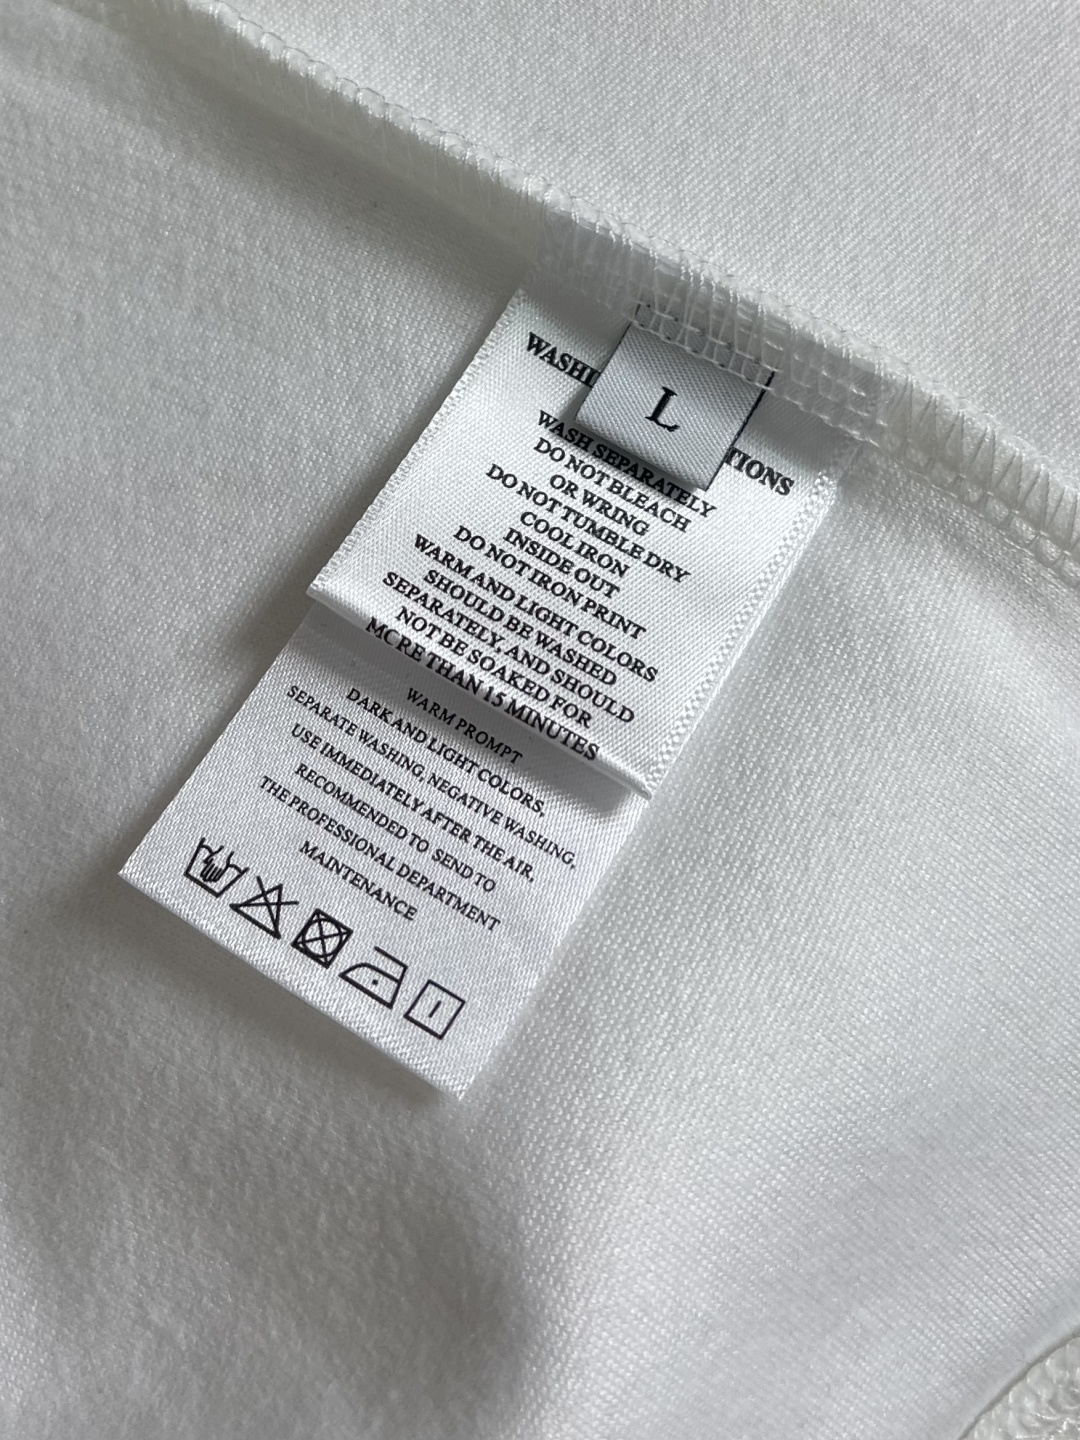 L
WASHI TIONS
WASH SEPARATELY
DO NOT BLEACH
OR WRING
DO NOT TUMBLE DRY
COOL IRON
INSIDE OUT
DO NOT IRON PRINT
WARM AND LIGHT COLORS
SHOULD BE WASHED
SEPARATELY, AND SHOULD
NOT BE SOAKED FOR
MORE THAN 15 MINUTES
WARM PROMPT
DARK AND LIGHT COLORS,
SEPARATE WASHING, NEGATIVE WASHING,
USE IMMEDIATELY AFTER THE AIR,
RECOMMENDED TO SEND TO
THE PROFESSIONAL DEPARTMENT
MAINTENANCE